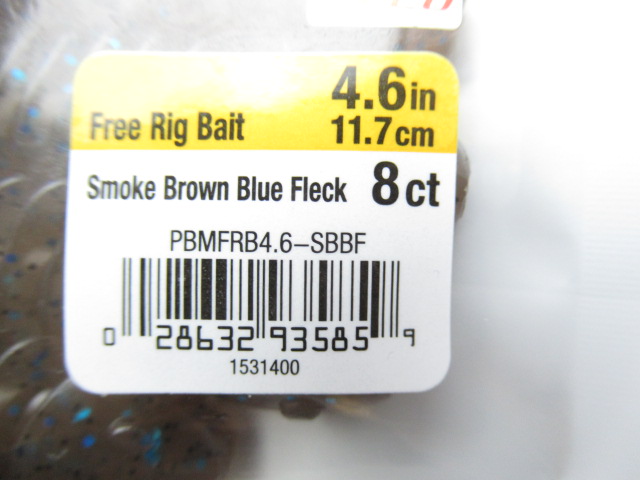 4.6in
Free Rig Bait 11.7cm
Smoke Brown Blue Fleck 8ct
PBMFRB4.6-SBBF
0 28632 93585 9
1531400